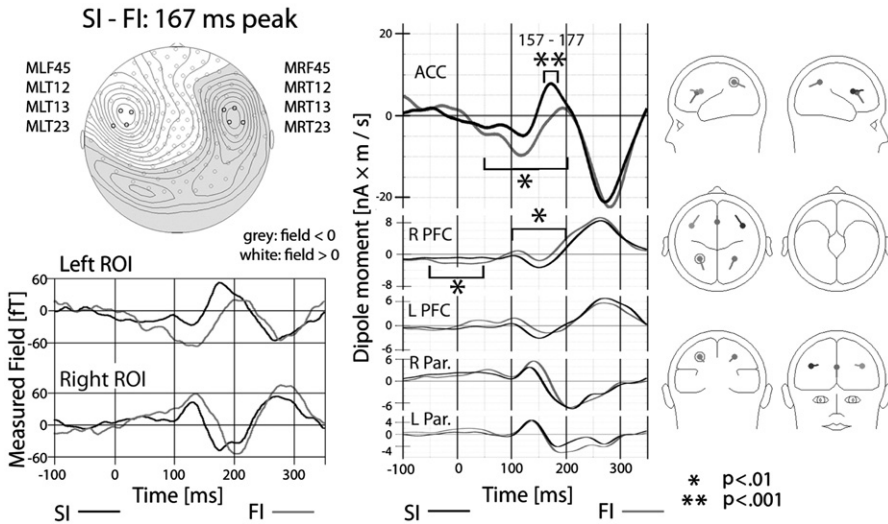 SI - FI: 167 ms peak
MLF45
MLT12
MLT13
MLT23
MRF45
MRT12
MRT13
MRT23
grey: field < 0
white: field > 0
Left ROI
60
0
-60
Right ROI
60
0
-60
Measured Field [fT]
-100 0 100 200 300
Time [ms]
SI FI
Dipole moment [nA × m / s]
157 - 177
**
ACC
20
0
-20
*
R PFC
8
0
-8
*
*
L PFC
6
0
-6
R Par.
6
0
-6
L Par.
4
0
-4
-100 0 100 200 300
Time [ms]
SI FI
* p<.01
** p<.001